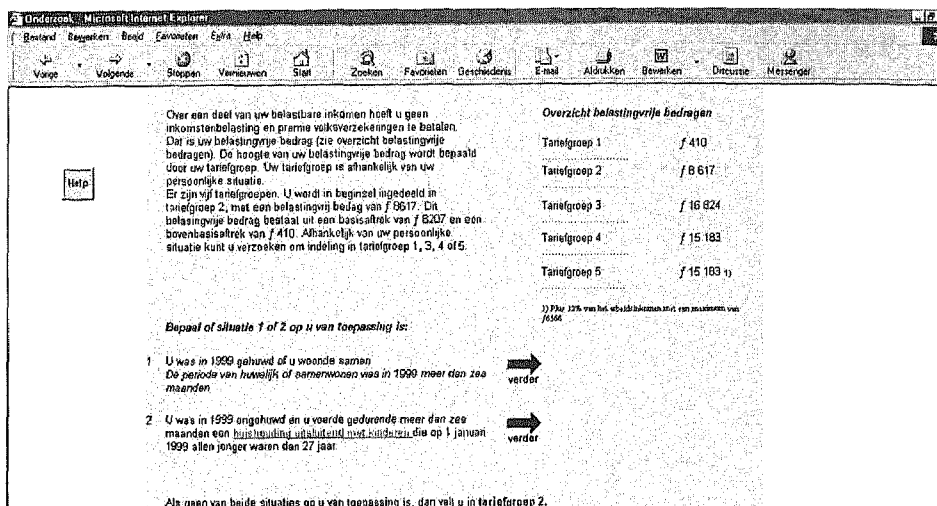 Onderzoek - Microsoft Internet Explorer
Bestand Bewerken Beeld Favorieten Extra Help
Vorige Volgende Stoppen Vernieuwen Start Zoeken Favorieten Geschiedenis E-mail Afdrukken Bewerken Discussie Messenger
Help
Over een deel van uw belastbare inkomen hoeft u geen
inkomstenbelasting en premie volksverzekeringen te betalen.
Dat is uw belastingvrije bedrag (zie overzicht belastingvrije
bedragen). De hoogte van uw belastingvrije bedrag wordt bepaald
door uw tariefgroep. Uw tariefgroep is afhankelijk van uw
persoonlijke situatie.
Er zijn vijf tariefgroepen. U wordt in beginsel ingedeeld in
tariefgroep 2, met een belastingvrij bedrag van ƒ 8617. Dit
belasingvrije bedrag bestaat uit een basisaftrek van ƒ 8207 en een
bovenbasisaftrek van ƒ 410. Afhankelijk van uw persoonlijke
situatie kunt u verzoeken om indeling in tariefgroep 1, 3, 4 of 5.
Overzicht belastingvrije bedragen
Tariefgroep 1 ƒ 410
Tariefgroep 2 ƒ 8 617
Tariefgroep 3 ƒ 16 824
Tariefgroep 4 ƒ 15 183
Tariefgroep 5 ƒ 15 183 1)
1) Plus 12% van het arbeidsinkomen met een maximum van
Bepaal of situatie 1 of 2 op u van toepassing is:
1 U was in 1999 gehuwd of u woonde samen
De periode van huwelijk of samenwonen was in 1999 meer dan zes
maanden
verder
2 U was in 1999 ongehuwd en u voerde gedurende meer dan zes
maanden een huishouding uitsluitend met kinderen die op 1 januari
1999 allen jonger waren dan 27 jaar
verder
Als geen van beide situaties op u van toepassing is, dan valt u in tariefgroep 2.